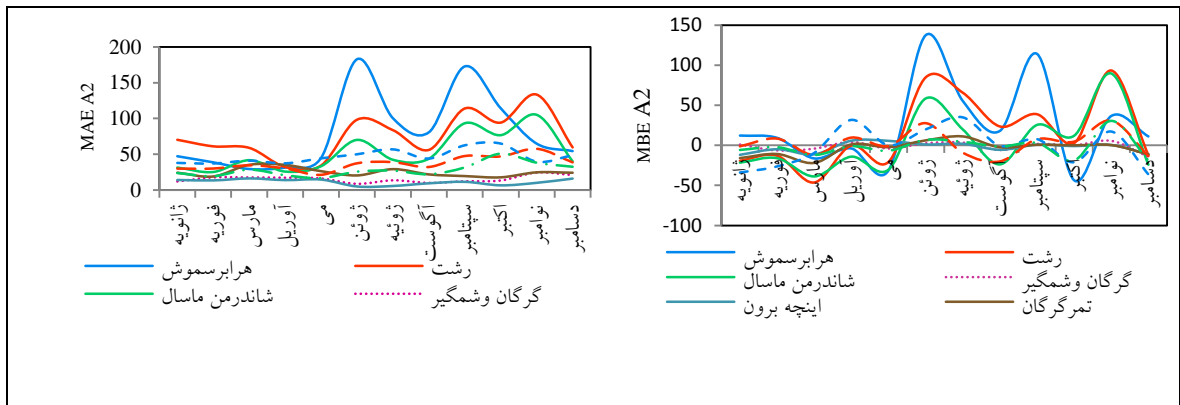 MAE A2
200
150
100
50
0
ژانویه
فوریه
مارس
آوریل
می
ژوئن
ژوئیه
آگوست
سپتامبر
اکتبر
نوامبر
دسامبر
هرابرسموش
رشت
شاندرمن ماسال
گرگان وشمگیر
MBE A2
150
100
50
0
-50
-100
ژانویه
فوریه
مارس
آوریل
می
ژوئن
ژوئیه
آگوست
سپتامبر
اکتبر
نوامبر
دسامبر
هرابرسموش
رشت
شاندرمن ماسال
گرگان وشمگیر
اینچه برون
تمرگرگان